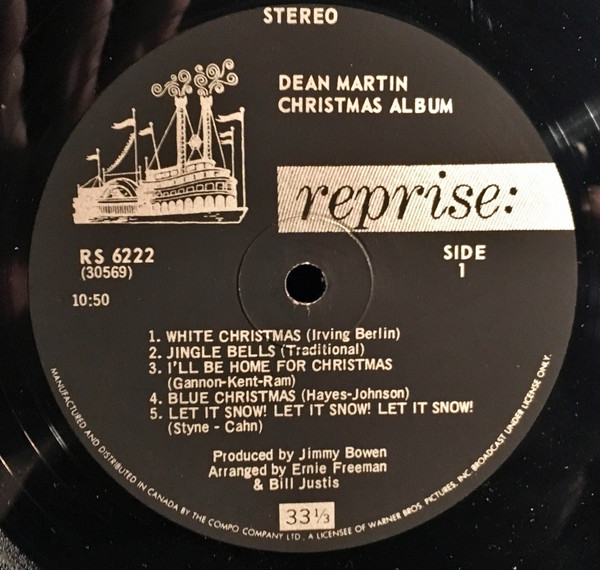 STEREO
DEAN MARTIN
CHRISTMAS ALBUM
reprise:
RS 6222
(30569)
SIDE
1
10:50
1. WHITE CHRISTMAS (Irving Berlin)
2. JINGLE BELLS (Traditional)
3. I'LL BE HOME FOR CHRISTMAS
(Gannon-Kent-Ram)
4. BLUE CHRISTMAS (Hayes-Johnson)
5. LET IT SNOW! LET IT SNOW! LET IT SNOW!
(Styne - Cahn)
Produced by Jimmy Bowen
Arranged by Ernie Freeman
& Bill Justis
33 1/3
MANUFACTURED AND DISTRIBUTED IN CANADA BY THE COMPO COMPANY LTD., A LICENSEE OF WARNER BROS. PICTURES, INC. BROADCAST UNDER LICENSE ONLY.